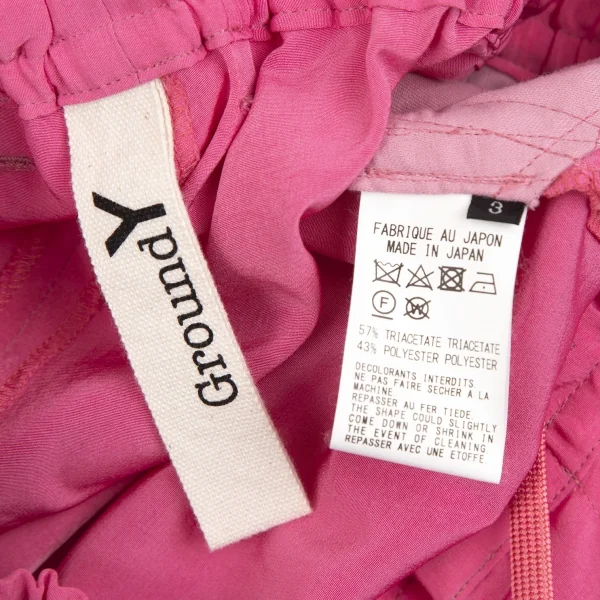 GroundY
3
FABRIQUE AU JAPON
MADE IN JAPAN
F
W
57% TRIACETATE TRIACETATE
43% POLYESTER POLYESTER
DECOLORANTS INTERDITS
NE PAS FAIRE SECHER A LA
MACHINE
REPASSER AU FER TIEDE.
THE SHAPE COULD SLIGHTLY
COME DOWN OR SHRINK IN
THE EVENT OF CLEANING
REPASSER AVEC UNE ETOFFE